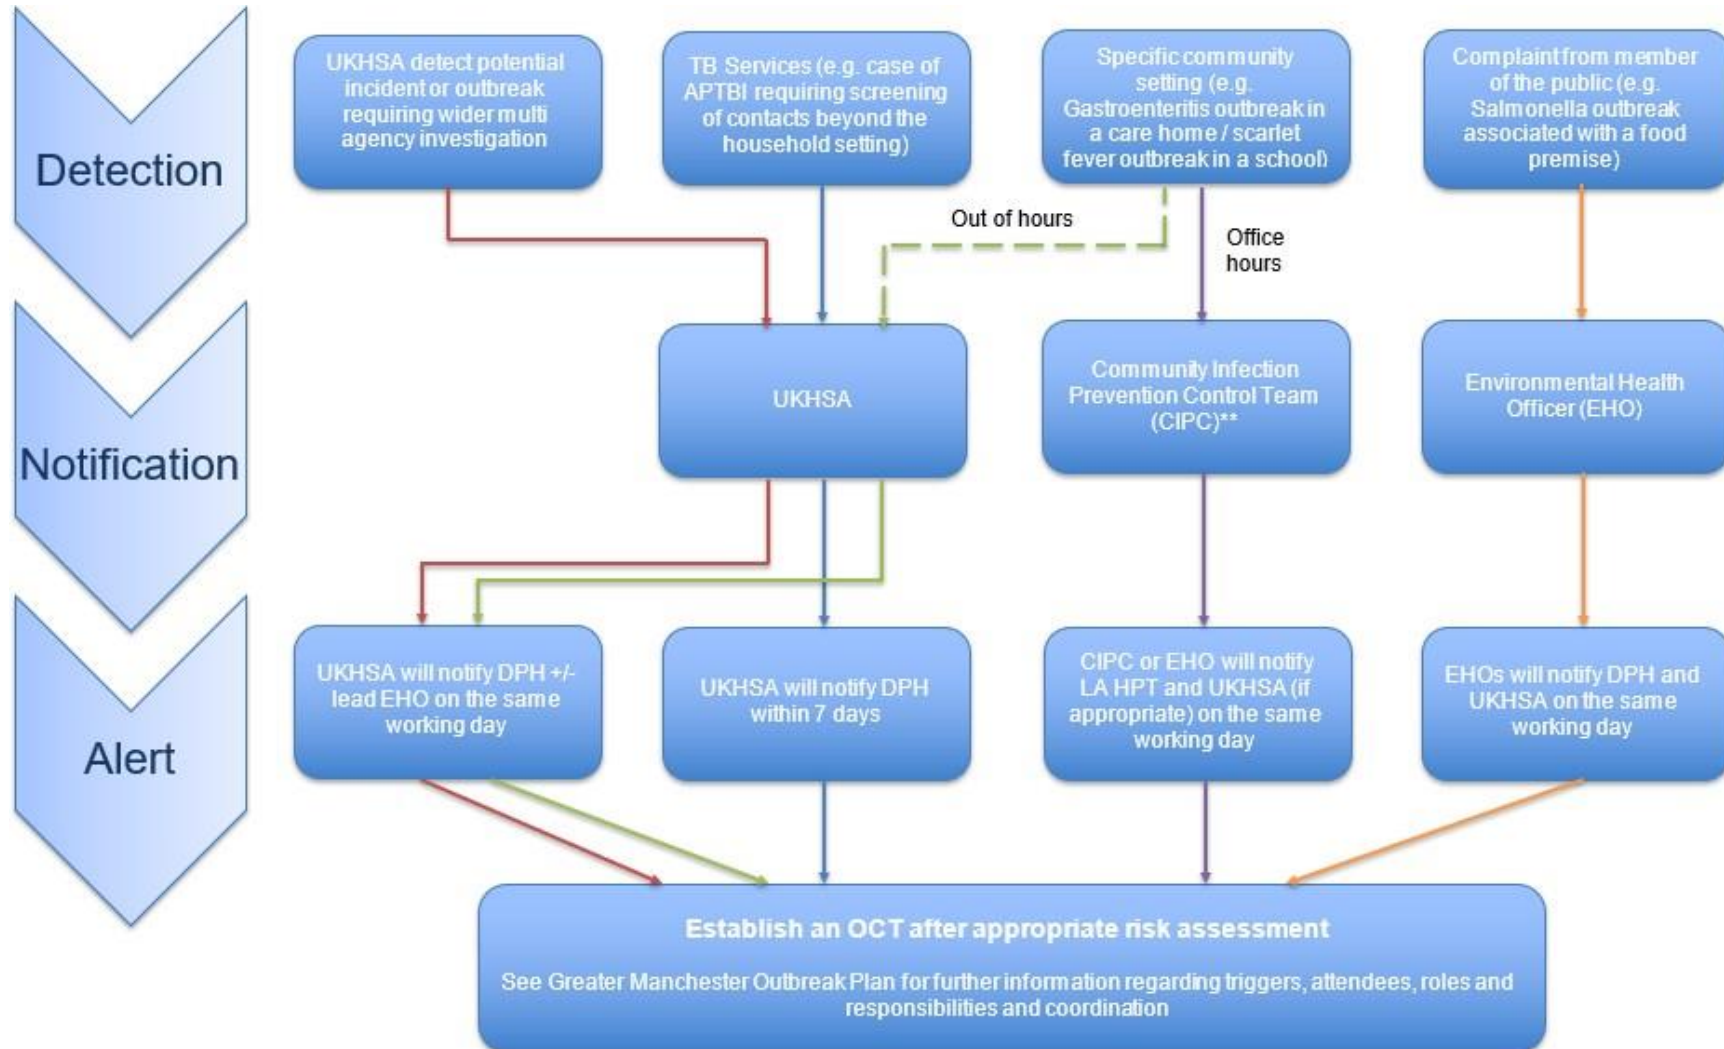 Detection
UKHSA detect potential
incident or outbreak
requiring wider multi
agency investigation
TB Services (e.g. case of
APTBI requiring screening
of contacts beyond the
household setting)
Specific community
setting (e.g.
Gastroenteritis outbreak in
a care home / scarlet
fever outbreak in a school)
Complaint from member
of the public (e.g.
Salmonella outbreak
associated with a food
premise)
Out of hours
Office
hours
Notification
UKHSA
Community Infection
Prevention Control Team
(CIPC)**
Environmental Health
Officer (EHO)
Alert
UKHSA will notify DPH +/-
lead EHO on the same
working day
UKHSA will notify DPH
within 7 days
CIPC or EHO will notify
LA HPT and UKHSA (if
appropriate) on the same
working day
EHOs will notify DPH and
UKHSA on the same
working day
Establish an OCT after appropriate risk assessment
See Greater Manchester Outbreak Plan for further information regarding triggers, attendees, roles and
responsibilities and coordination